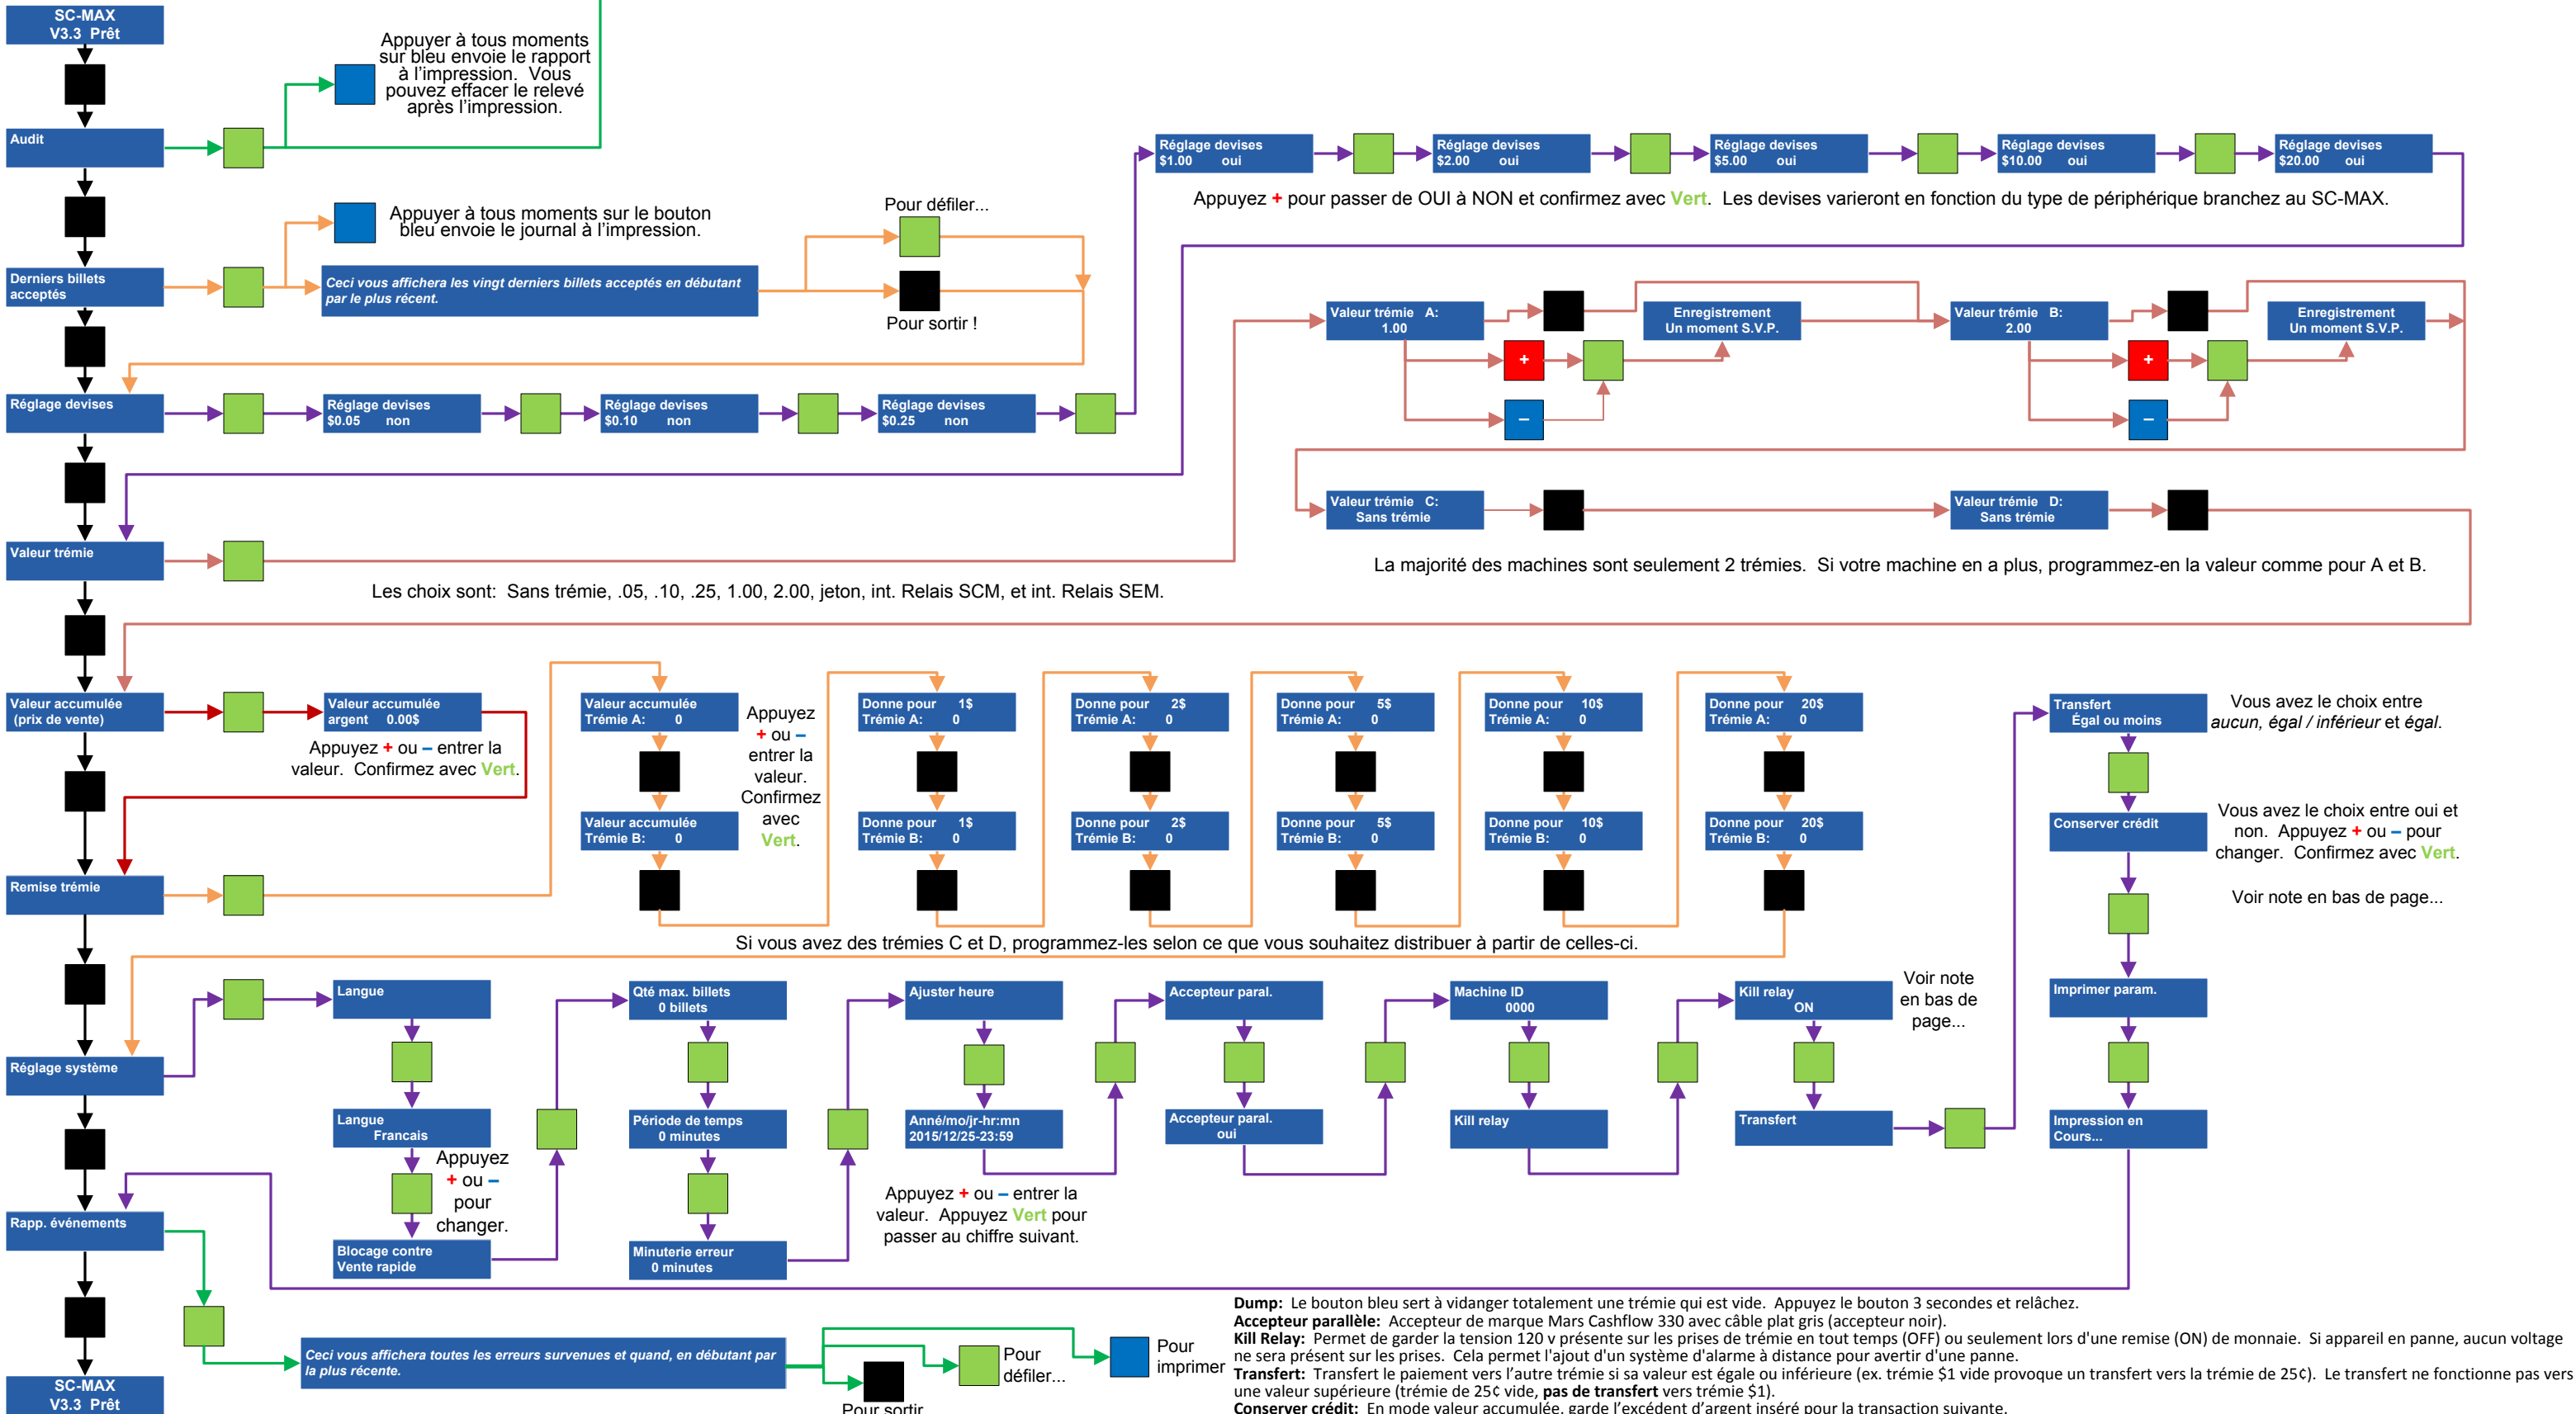 SC-MAX
V3.3 Prêt
Appuyer à tous moments
sur bleu envoie le rapport
à l'impression. Vous
pouvez effacer le relevé
après l'impression.
Audit
Réglage devises
$1.00 oui
Réglage devises
$2.00 oui
Réglage devises
$5.00 oui
Réglage devises
$10.00 oui
Réglage devises
$20.00 oui
Appuyez + pour passer de OUI à NON et confirmez avec Vert. Les devises varieront en fonction du type de périphérique branchez au SC-MAX.
Appuyer à tous moments sur le bouton
bleu envoie le journal à l'impression.
Pour défiler...
Derniers billets
acceptés
Ceci vous affichera les vingt derniers billets acceptés en débutant
par le plus récent.
Pour sortir !
Valeur trémie A:
1.00
Enregistrement
Un moment S.V.P.
Valeur trémie B:
2.00
Enregistrement
Un moment S.V.P.
+
+
–
–
Réglage devises
Réglage devises
$0.05 non
Réglage devises
$0.10 non
Réglage devises
$0.25 non
Valeur trémie C:
Sans trémie
Valeur trémie D:
Sans trémie
Valeur trémie
La majorité des machines sont seulement 2 trémies. Si votre machine en a plus, programmez-en la valeur comme pour A et B.
Les choix sont: Sans trémie, .05, .10, .25, 1.00, 2.00, jeton, int. Relais SCM, et int. Relais SEM.
Valeur accumulée
(prix de vente)
Valeur accumulée
argent 0.00$
Appuyez + ou – entrer la
valeur. Confirmez avec Vert.
Valeur accumulée
Trémie A: 0
Appuyez
+ ou –
entrer la
valeur.
Confirmez
avec
Vert.
Valeur accumulée
Trémie B: 0
Donne pour 1$
Trémie A: 0
Donne pour 1$
Trémie B: 0
Donne pour 2$
Trémie A: 0
Donne pour 2$
Trémie B: 0
Donne pour 5$
Trémie A: 0
Donne pour 5$
Trémie B: 0
Donne pour 10$
Trémie A: 0
Donne pour 10$
Trémie B: 0
Donne pour 20$
Trémie A: 0
Donne pour 20$
Trémie B: 0
Transfert
Égal ou moins
Vous avez le choix entre
aucun, égal / inférieur et égal.
Conserver crédit
Vous avez le choix entre oui et
non. Appuyez + ou – pour
changer. Confirmez avec Vert.
Voir note en bas de page...
Remise trémie
Si vous avez des trémies C et D, programmez-les selon ce que vous souhaitez distribuer à partir de celles-ci.
Réglage système
Langue
Langue
Francais
Appuyez
+ ou –
pour
changer.
Blocage contre
Vente rapide
Qté max. billets
0 billets
Période de temps
0 minutes
Minuterie erreur
0 minutes
Ajuster heure
Anné/mo/jr-hr:mn
2015/12/25-23:59
Appuyez + ou – entrer la
valeur. Appuyez Vert pour
passer au chiffre suivant.
Accepteur paral.
Accepteur paral.
oui
Machine ID
0000
Kill relay
Kill relay
ON
Voir note
en bas de
page...
Transfert
Imprimer param.
Impression en
Cours...
Rapp. événements
Ceci vous affichera toutes les erreurs survenues et quand, en débutant par
la plus récente.
Pour sortir
Pour
défiler...
Pour
imprimer
SC-MAX
V3.3 Prêt
Dump: Le bouton bleu sert à vidanger totalement une trémie qui est vide. Appuyez le bouton 3 secondes et relâchez.
Accepteur parallèle: Accepteur de marque Mars Cashflow 330 avec câble plat gris (accepteur noir).
Kill Relay: Permet de garder la tension 120 v présente sur les prises de trémie en tout temps (OFF) ou seulement lors d'une remise (ON) de monnaie. Si appareil en panne, aucun voltage
ne sera présent sur les prises. Cela permet l'ajout d'un système d'alarme à distance pour avertir d'une panne.
Transfert: Transfert le paiement vers l'autre trémie si sa valeur est égale ou inférieure (ex. trémie $1 vide provoque un transfert vers la trémie de 25¢). Le transfert ne fonctionne pas vers
une valeur supérieure (trémie de 25¢ vide, pas de transfert vers trémie $1).
Conserver crédit: En mode valeur accumulée, garde l'excédent d'argent inséré pour la transaction suivante.